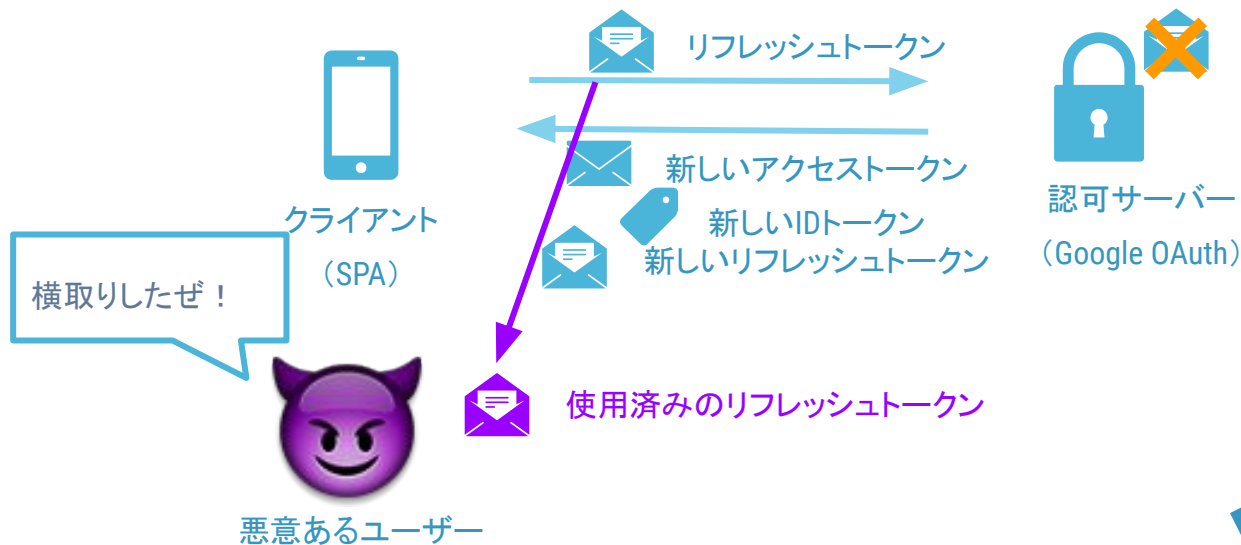 リフレッシュトークン
新しいアクセストークン
新しいIDトークン
新しいリフレッシュトークン
クライアント
（SPA）
認可サーバー
（Google OAuth）
横取りしたぜ！
使用済みのリフレッシュトークン
悪意あるユーザー